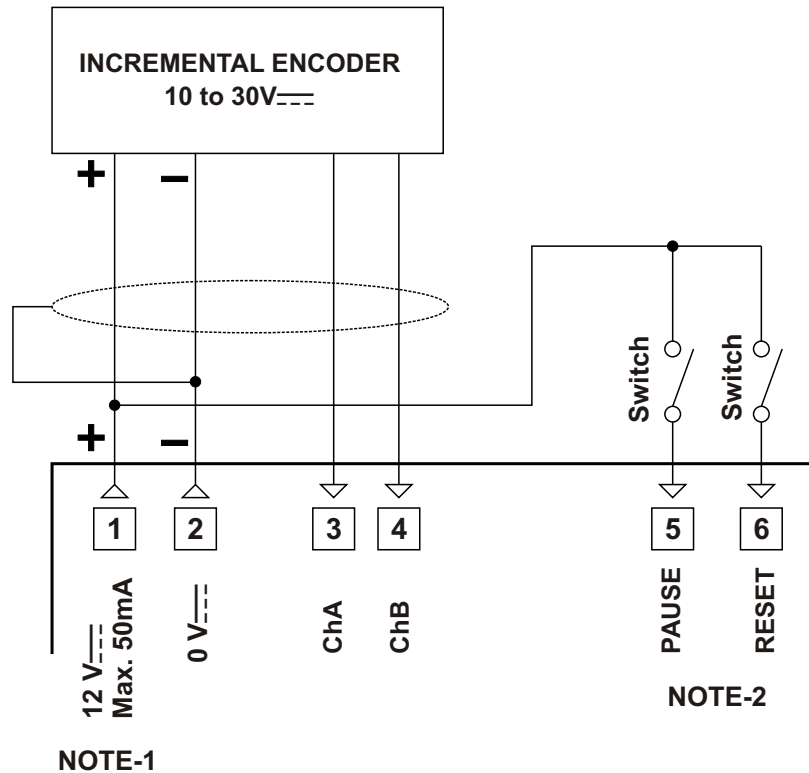 INCREMENTAL ENCODER
10 to 30V
+
–
Switch
Switch
+
–
1
2
3
4
5
6
12 V
Max. 50mA
0 V
ChA
ChB
PAUSE
RESET
NOTE-2
NOTE-1